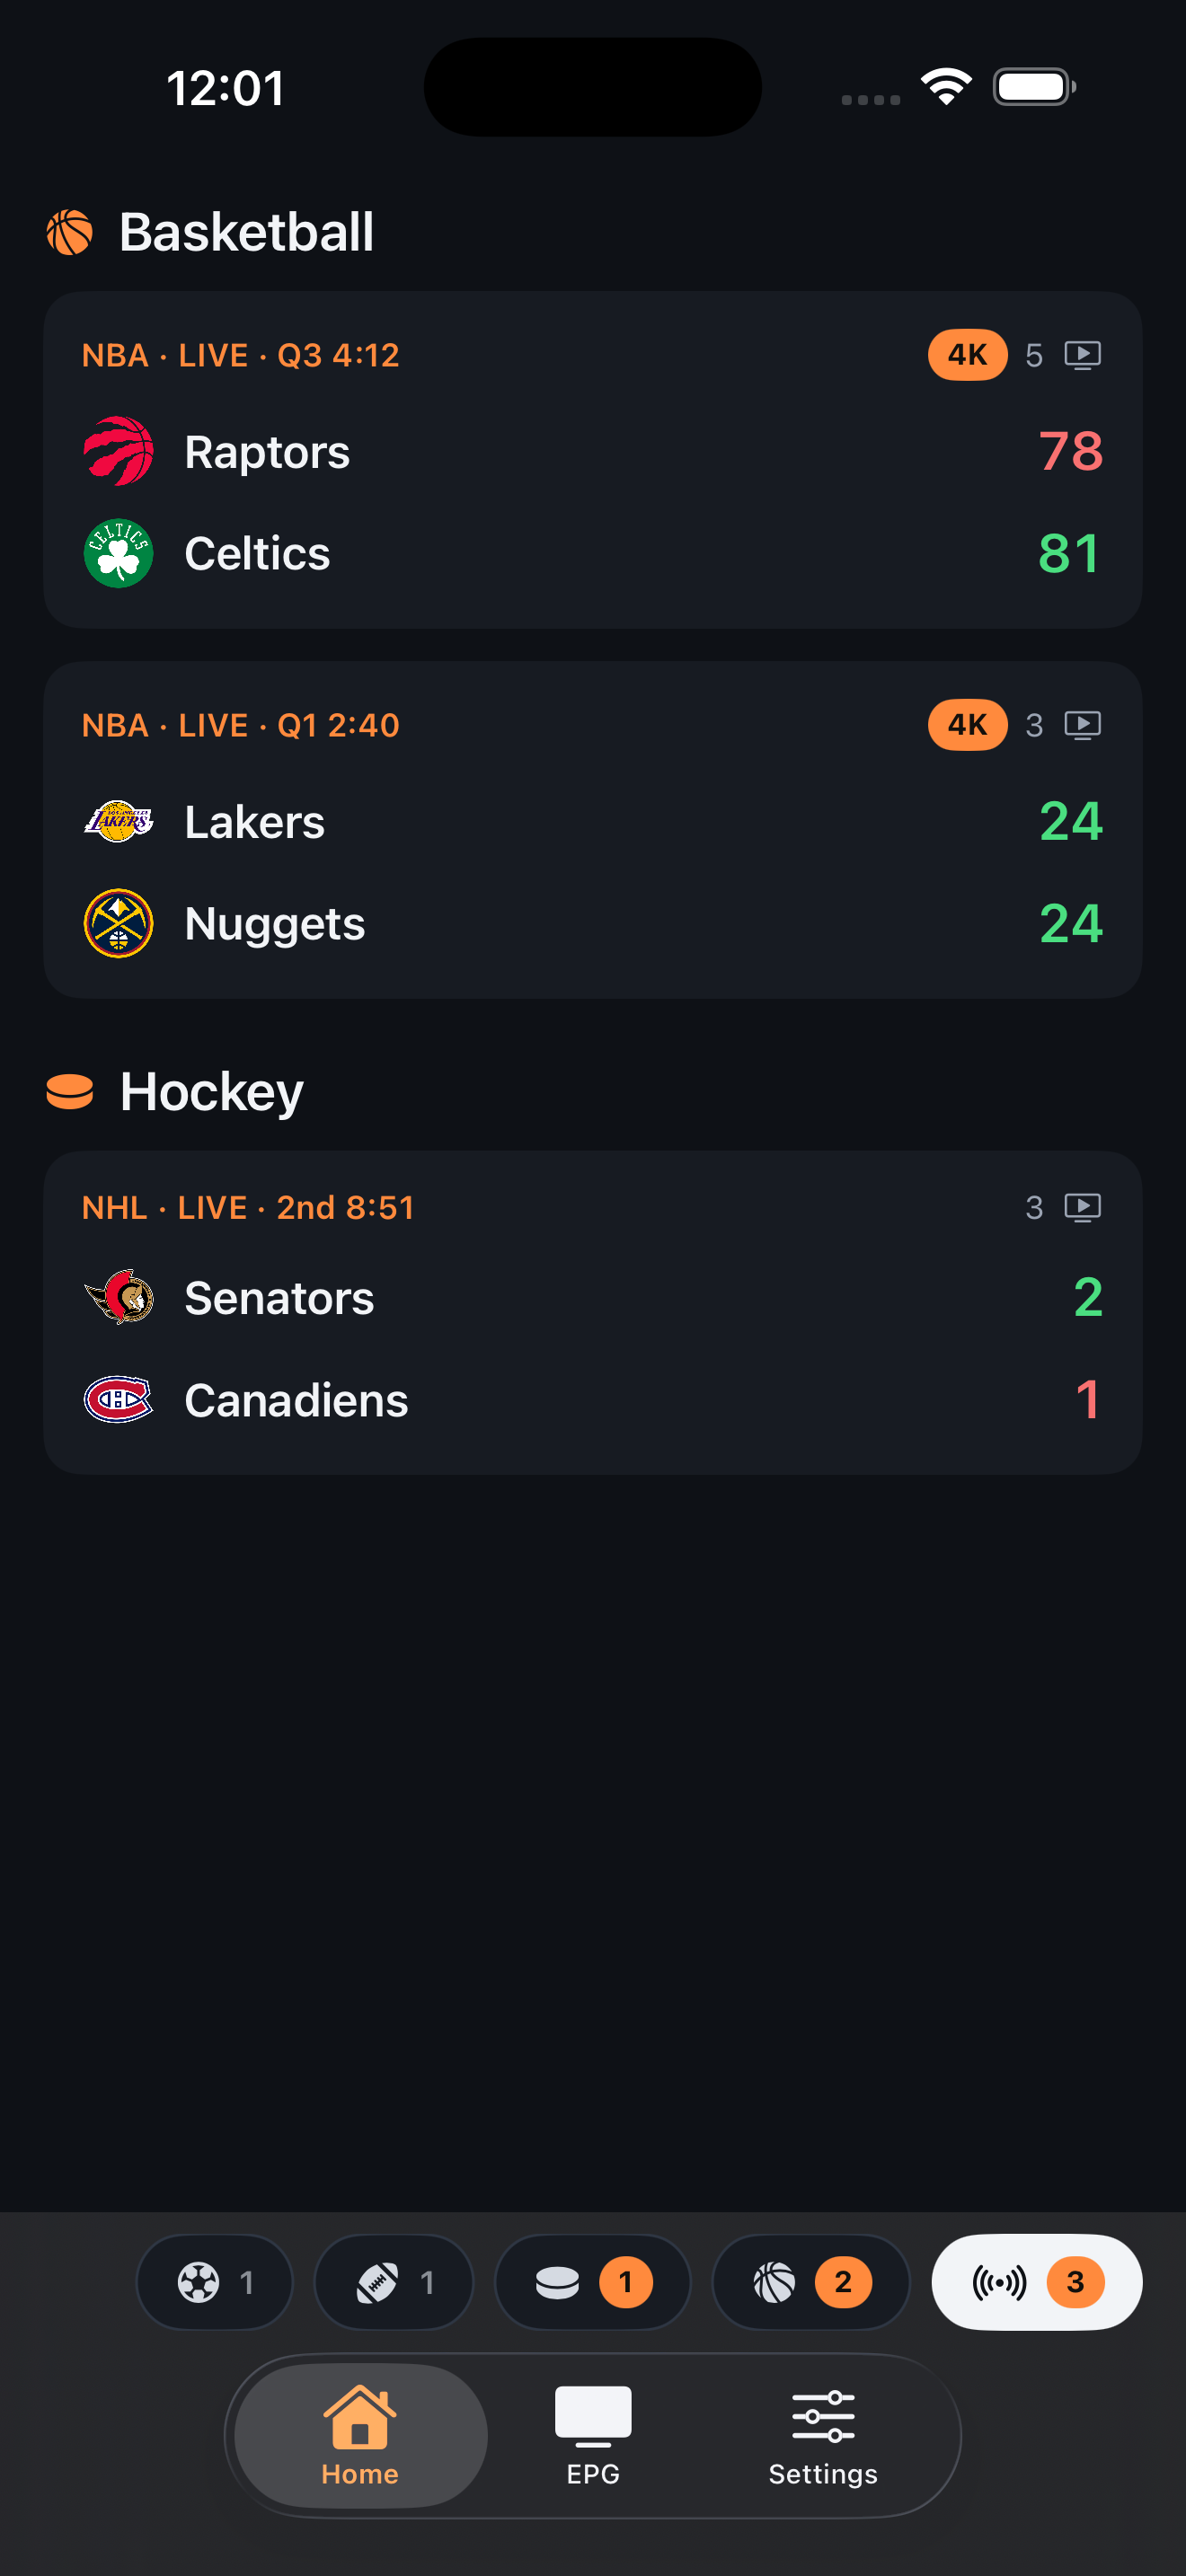 12:01
Basketball
NBA · LIVE · Q3 4:12 4K 5
Raptors 78
CELTICS
Celtics 81
NBA · LIVE · Q1 2:40 4K 3
LAKERS
Lakers 24
Nuggets 24
Hockey
NHL · LIVE · 2nd 8:51 3
Senators 2
Canadiens 1
1 1 1 2 3
Home EPG Settings